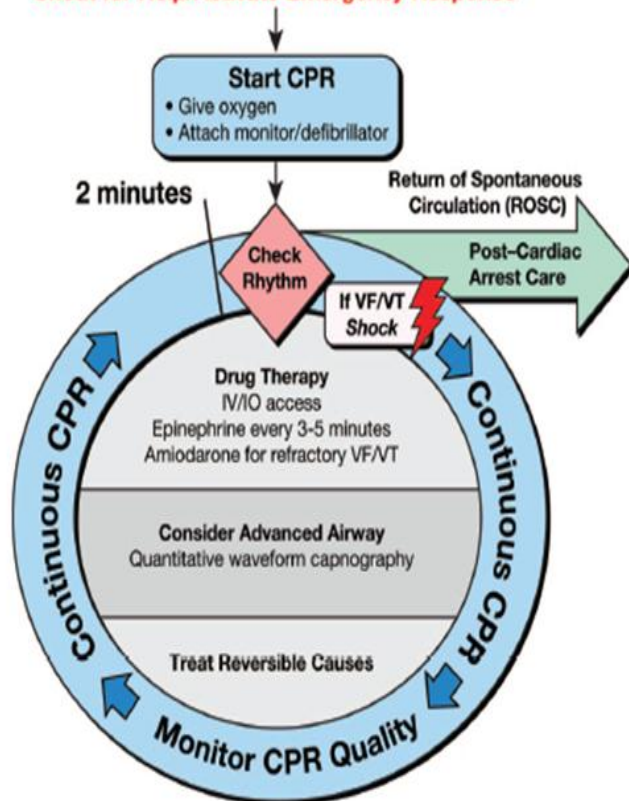 Start CPR
• Give oxygen
• Attach monitor/defibrillator
2 minutes
Return of Spontaneous
Circulation (ROSC)
Check
Rhythm
Post–Cardiac
Arrest Care
If VF/VT
Shock
Drug Therapy
IV/IO access
Epinephrine every 3-5 minutes
Amiodarone for refractory VF/VT
Consider Advanced Airway
Quantitative waveform capnography
Treat Reversible Causes
Continuous CPR
Continuous CPR
Monitor CPR Quality